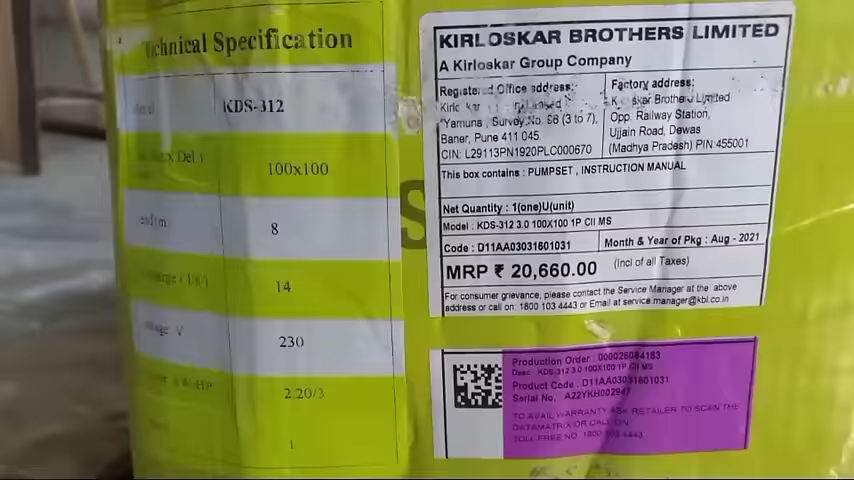 Technical Specification
KDS-312
100x100
8
14
230
2.20/3
1
S
KIRLOSKAR BROTHERS LIMITED
A Kirloskar Group Company
Registered Office address:
"Yamuna , Survey No. 98 (3 to 7),
Baner, Pune 411 045.
CIN: L29113PN1920PLC000670
Factory address:
Brothers Limited
Opp. Railway Station,
Ujjain Road, Dewas
(Madhya Pradesh) PIN:455001
This box contains : PUMPSET , INSTRUCTION MANUAL
Net Quantity : 1(one)U(unit)
Model : KDS-312 3.0 100X100 1P CII MS
Code : D11AA03031601031
Month & Year of Pkg : Aug - 2021
MRP ₹ 20,660.00 (Incl of all Taxes)
For consumer grievance, please contact the Service Manager at the above
address or call on: 1800 103 4443 or Email at service.manager@kbl.co.in
Production Order : 000026084183
Desc KDS-312 3.0 100X100 1P CII MS
Product Code : D11AA03031601031
Serial No. A22YKH002947
TO AVAIL WARRANTY ASK RETAILER TO SCAN THE
DATAMATRIX OR CALL ON
TOLL FREE NO. 1800 103 4443